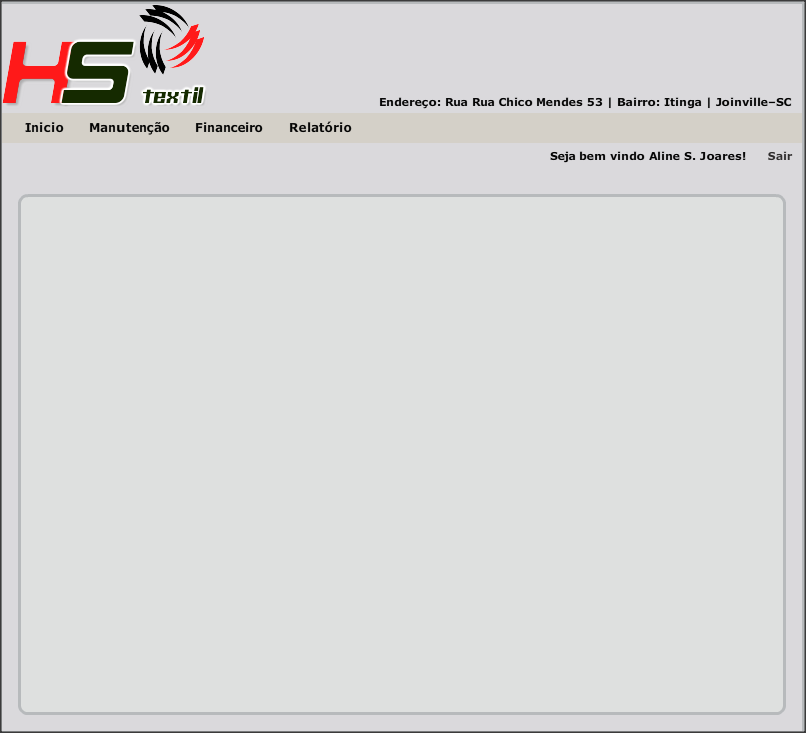 HS
textil
Endereço: Rua Rua Chico Mendes 53 | Bairro: Itinga | Joinville-SC
Inicio Manutenção Financeiro Relatório
Seja bem vindo Aline S. Joares! Sair